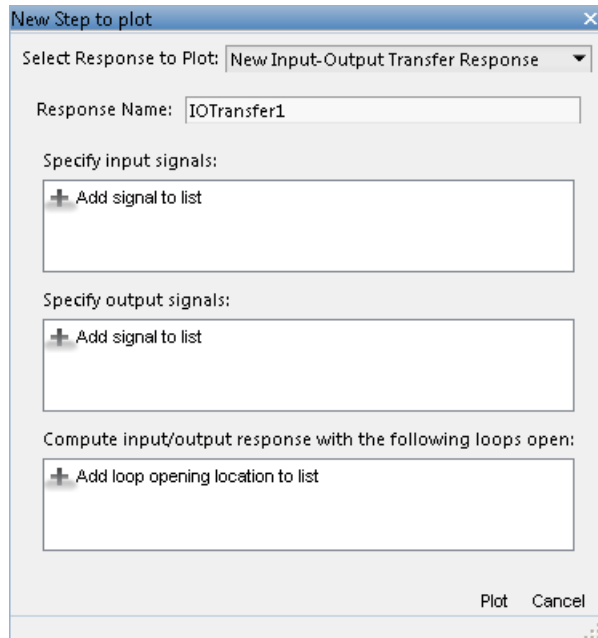 New Step to plot
Select Response to Plot: New Input-Output Transfer Response
Response Name: IOTransfer1
Specify input signals:
Add signal to list
Specify output signals:
Add signal to list
Compute input/output response with the following loops open:
Add loop opening location to list
Plot Cancel